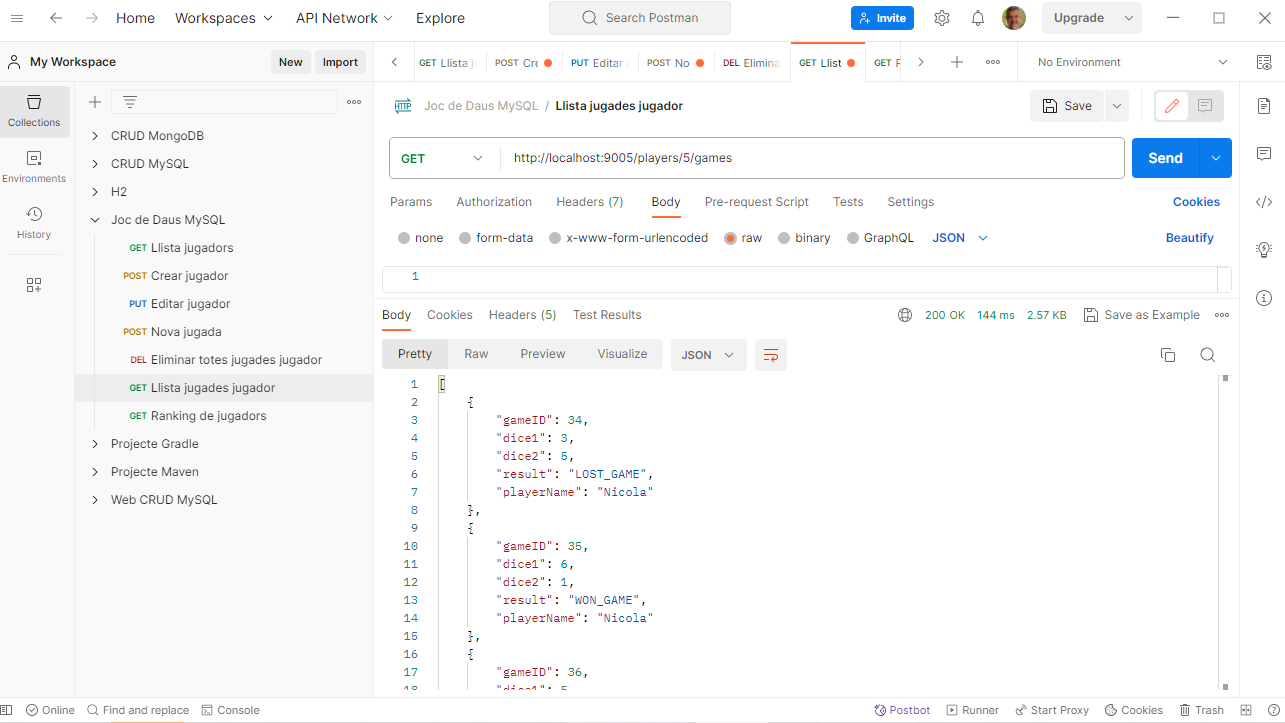 Home Workspaces API Network Explore Search Postman Invite Upgrade
My Workspace New Import GET Llista j POST Cre PUT Editar POST No DEL Elimina GET Llist GET No Environment
Collections
Environments
History
CRUD MongoDB
CRUD MySQL
H2
Joc de Daus MySQL
GET Llista jugadors
POST Crear jugador
PUT Editar jugador
POST Nova jugada
DEL Eliminar totes jugades jugador
GET Llista jugades jugador
GET Ranking de jugadors
Projecte Gradle
Projecte Maven
Web CRUD MySQL
HTTP Joc de Daus MySQL / Llista jugades jugador Save
GET http://localhost:9005/players/5/games Send
Params Authorization Headers (7) Body Pre-request Script Tests Settings Cookies
none form-data x-www-form-urlencoded raw binary GraphQL JSON Beautify
1
Body Cookies Headers (5) Test Results 200 OK 144 ms 2.57 KB Save as Example
Pretty Raw Preview Visualize JSON
1 [
2 {
3 "gameID": 34,
4 "dice1": 3,
5 "dice2": 5,
6 "result": "LOST_GAME",
7 "playerName": "Nicola"
8 },
9 {
10 "gameID": 35,
11 "dice1": 6,
12 "dice2": 1,
13 "result": "WON_GAME",
14 "playerName": "Nicola"
15 },
16 {
17 "gameID": 36,
18 "dice1": 5
Online Find and replace Console Postbot Runner Start Proxy Cookies Trash